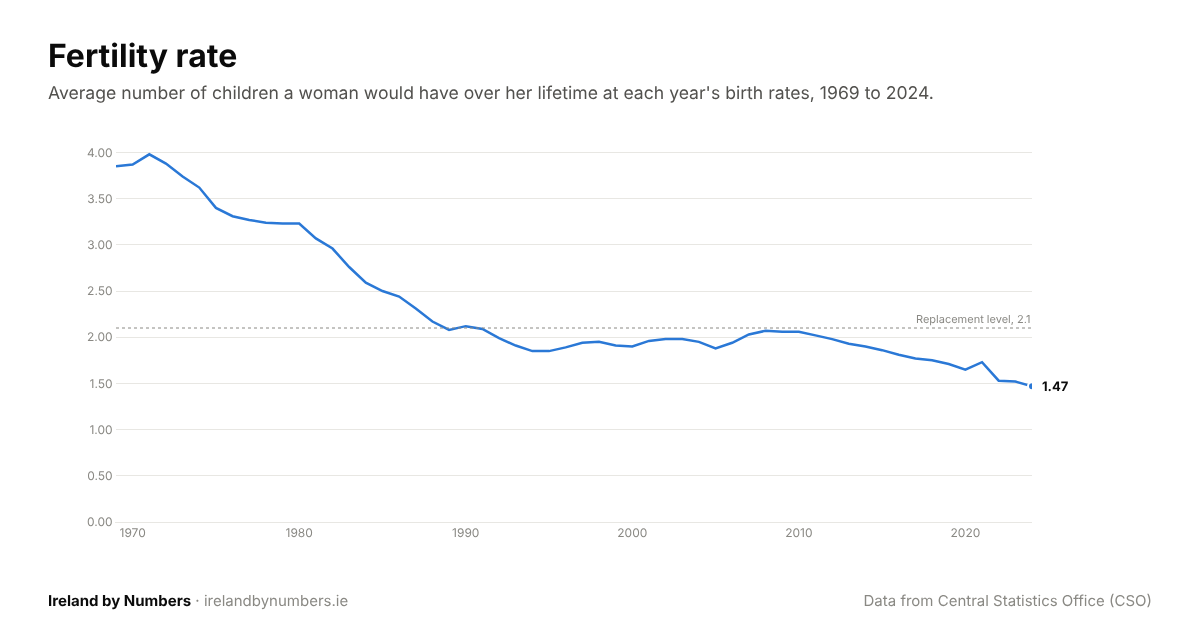 Fertility rate
Average number of children a woman would have over her lifetime at each year's birth rates, 1969 to 2024.
4.00
3.50
3.00
2.50
Replacement level, 2.1
2.00
1.50
1.47
1.00
0.50
0.00
1970 1980 1990 2000 2010 2020
Ireland by Numbers · irelandbynumbers.ie
Data from Central Statistics Office (CSO)